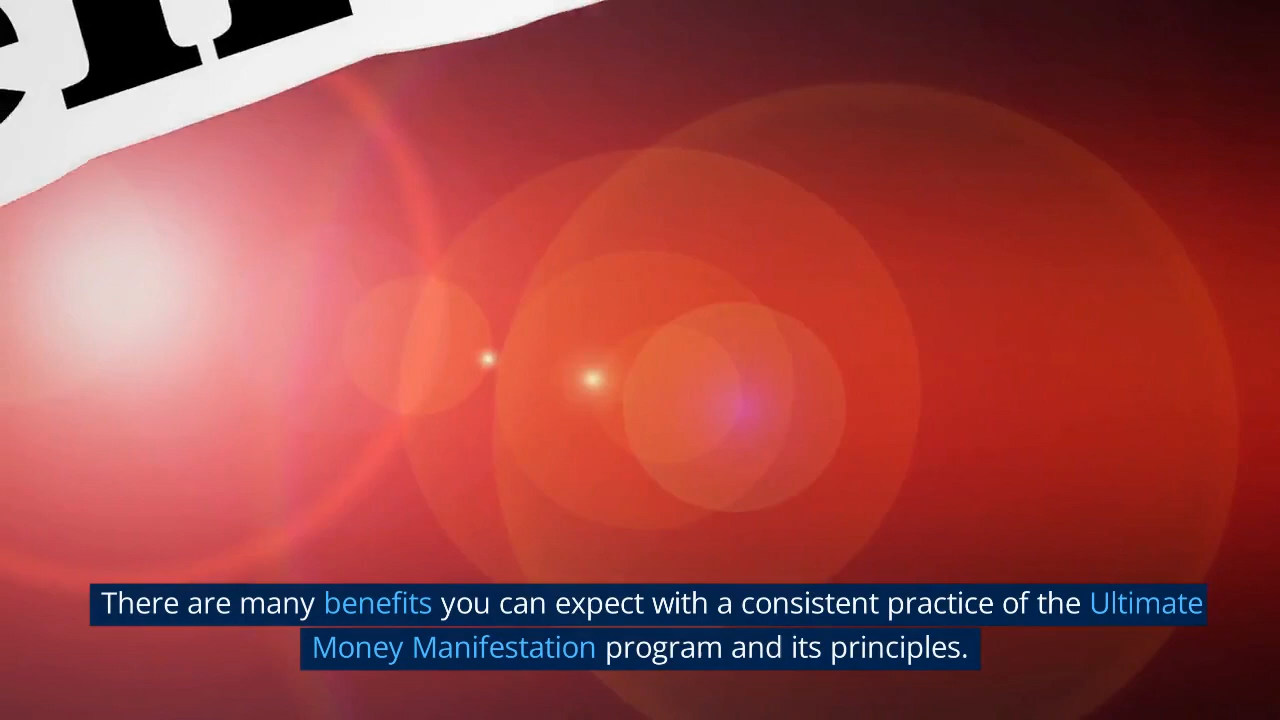 There are many benefits you can expect with a consistent practice of the Ultimate
Money Manifestation program and its principles.